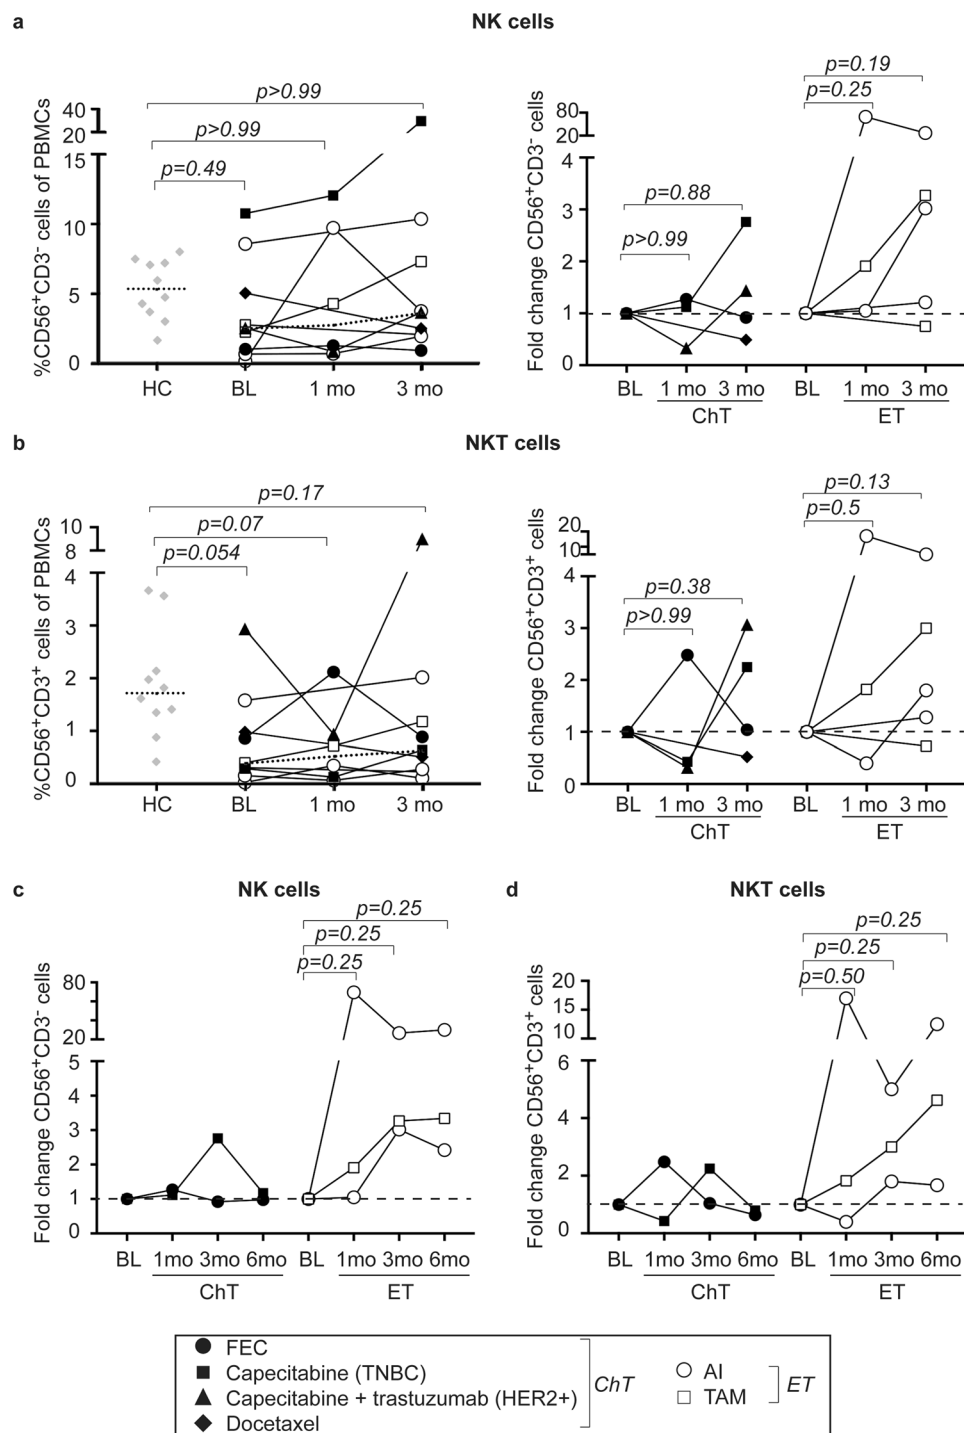 a
NK cells
%CD56+CD3- cells of PBMCs
40
20
15
10
5
0
p>0.99
p>0.99
p=0.49
HC BL 1 mo 3 mo
Fold change CD56+CD3- cells
80
20
4
3
2
1
0
p=0.88
p>0.99
p=0.19
p=0.25
BL 1 mo 3 mo BL 1 mo 3 mo
ChT ET
b
NKT cells
%CD56+CD3+ cells of PBMCs
10
8
4
3
2
1
0
p=0.17
p=0.07
p=0.054
HC BL 1 mo 3 mo
Fold change CD56+CD3+ cells
20
10
4
3
2
1
0
p=0.38
p>0.99
p=0.13
p=0.5
BL 1 mo 3 mo BL 1 mo 3 mo
ChT ET
c
NK cells
Fold change CD56+CD3- cells
80
20
5
4
3
2
1
0
p=0.25
p=0.25
p=0.25
BL 1mo 3mo 6mo BL 1mo 3mo 6mo
ChT ET
d
NKT cells
Fold change CD56+CD3+ cells
20
15
10
6
4
2
0
p=0.25
p=0.25
p=0.50
BL 1mo 3mo 6mo BL 1mo 3mo 6mo
ChT ET
FEC
Capecitabine (TNBC)
Capecitabine + trastuzumab (HER2+)
Docetaxel
ChT
AI
TAM
ET